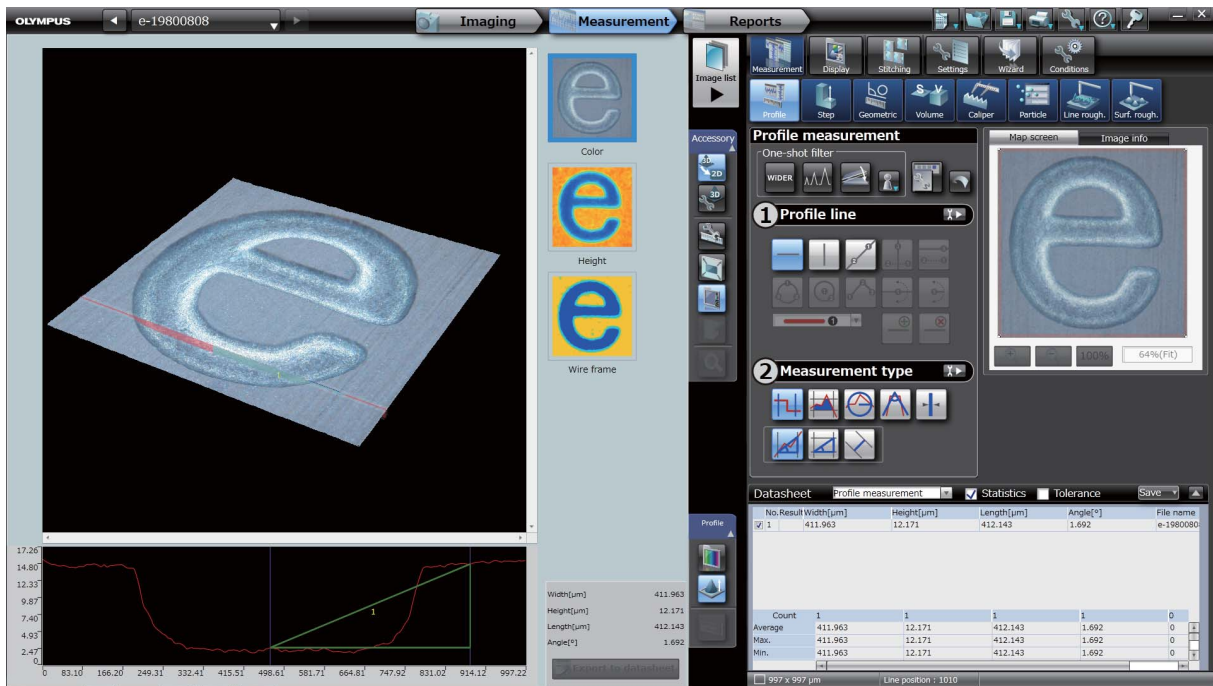 OLYMPUS
e-19800808
Imaging
Measurement
Reports
Image list
Measurement
Display
Stitching
Settings
Wizard
Conditions
Profile
Step
Geometric
Volume
Caliper
Particle
Line rough.
Surf. rough.
Color
Height
Wire frame
Accessory
3D
2D
3D
Profile measurement
One-shot filter
WIDER
1 Profile line
1
2 Measurement type
Map screen
Image info
100%
64%(Fit)
Datasheet
Profile measurement
Statistics
Tolerance
Save
No. Result Width[µm] Height[µm] Length[µm] Angle[°] File name
1 411.963 12.171 412.143 1.692 e-1980080
Count 1 1 1 1 0
Average 411.963 12.171 412.143 1.692 0
Max. 411.963 12.171 412.143 1.692 0
Min. 411.963 12.171 412.143 1.692 0
Profile
17.26
14.80
12.33
9.87
7.40
4.93
2.47
0
1
0 83.10 166.20 249.31 332.41 415.51 498.61 581.71 664.81 747.92 831.02 914.12 997.22
Width[µm] 411.963
Height[µm] 12.171
Length[µm] 412.143
Angle[°] 1.692
Export to datasheet
997 x 997 µm
Line position : 1010